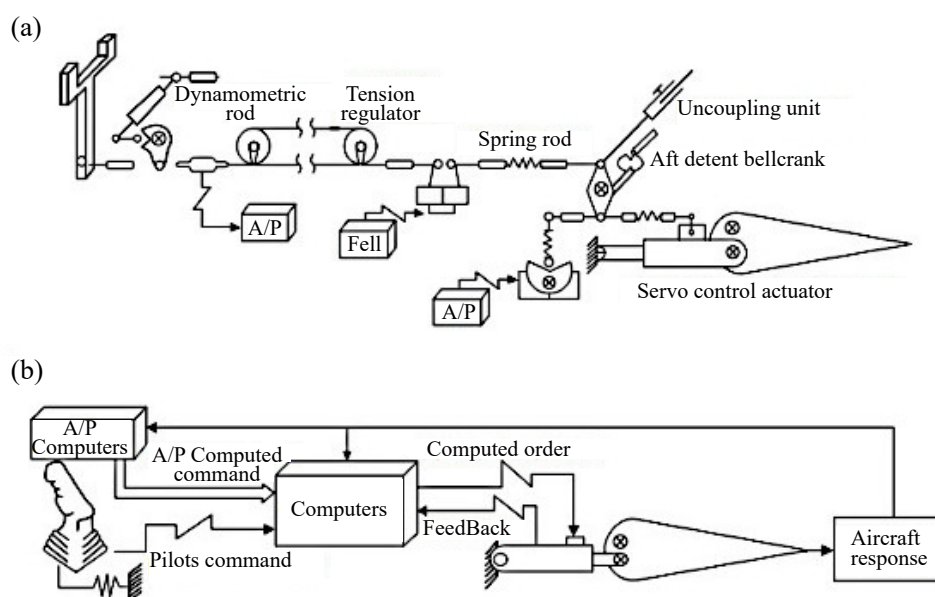 (a)
Dynamometric
rod
Tension
regulator
Spring rod
Uncoupling unit
Aft detent bellcrank
A/P
Fell
A/P
Servo control actuator
(b)
A/P
Computers
A/P Computed
command
Computed order
Computers
FeedBack
Pilots command
Aircraft
response